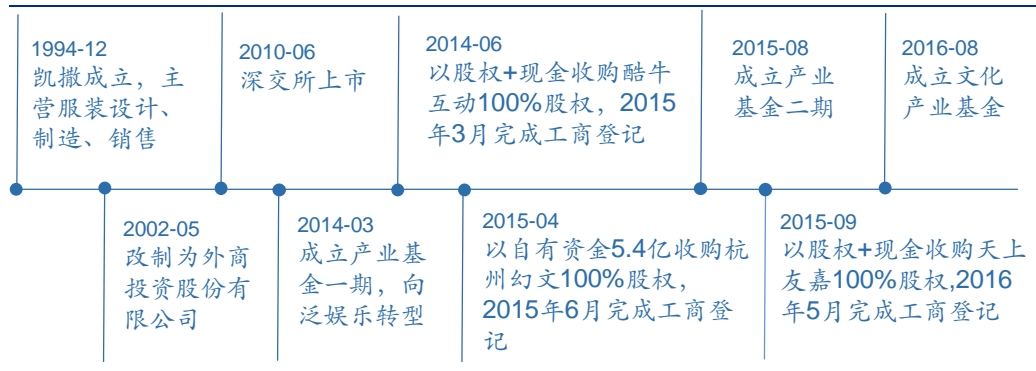 1994-12
凯撒成立，主
营服装设计、
制造、销售
2010-06
深交所上市
2014-06
以股权+现金收购酷牛
互动100%股权，2015
年3月完成工商登记
2015-08
成立产业
基金二期
2016-08
成立文化
产业基金
2002-05
改制为外商
投资股份有
限公司
2014-03
成立产业基
金一期，向
泛娱乐转型
2015-04
以自有资金5.4亿收购杭
州幻文100%股权，
2015年6月完成工商登
记
2015-09
以股权+现金收购天上
友嘉100%股权,2016
年5月完成工商登记